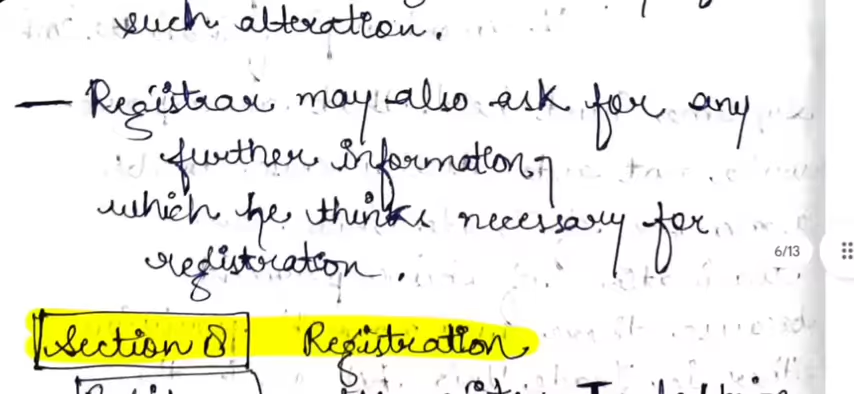 such alteration.
— Registrar may also ask for any
further information,
which he thinks necessary for
registration.
6/13
Section 8 Registration